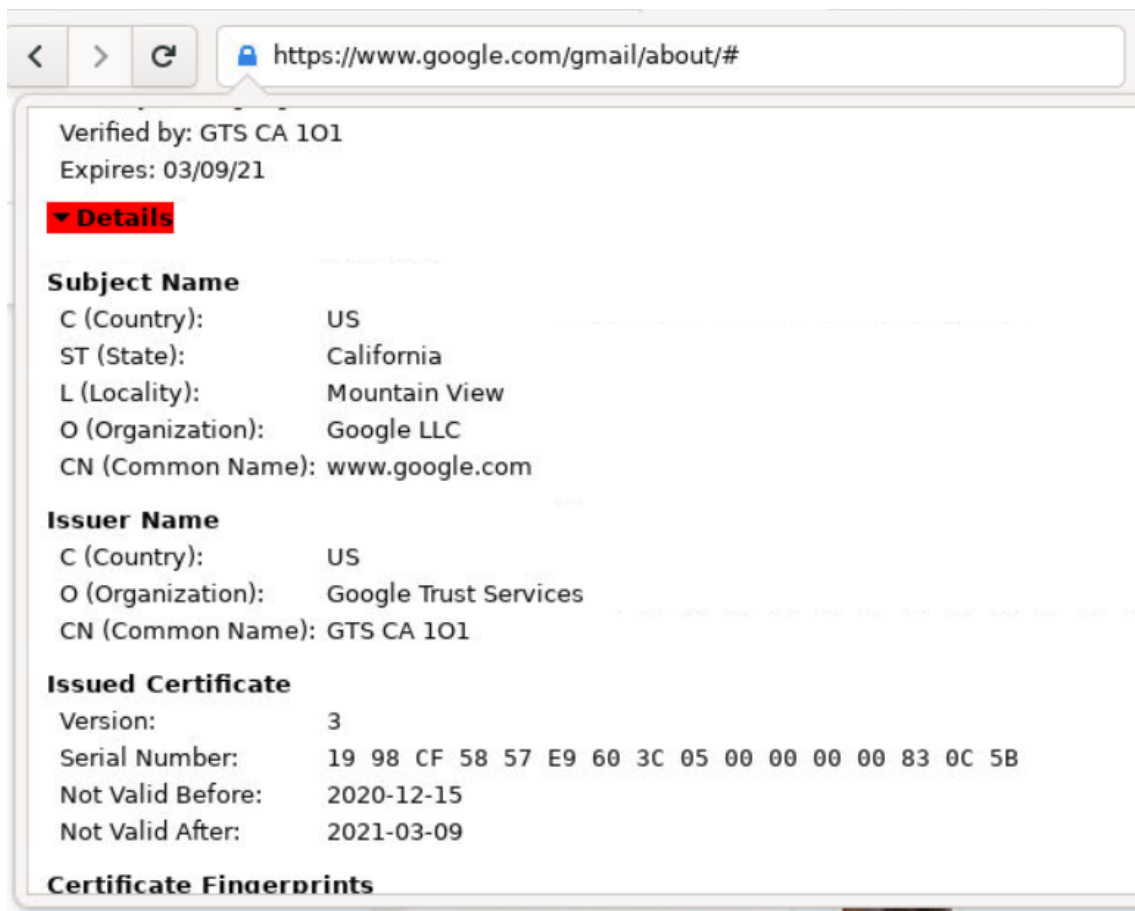 https://www.google.com/gmail/about/#
Verified by: GTS CA 1O1
Expires: 03/09/21
Details
Subject Name
C (Country): US
ST (State): California
L (Locality): Mountain View
O (Organization): Google LLC
CN (Common Name): www.google.com
Issuer Name
C (Country): US
O (Organization): Google Trust Services
CN (Common Name): GTS CA 1O1
Issued Certificate
Version: 3
Serial Number: 19 98 CF 58 57 E9 60 3C 05 00 00 00 00 83 0C 5B
Not Valid Before: 2020-12-15
Not Valid After: 2021-03-09
Certificate Fingerprints